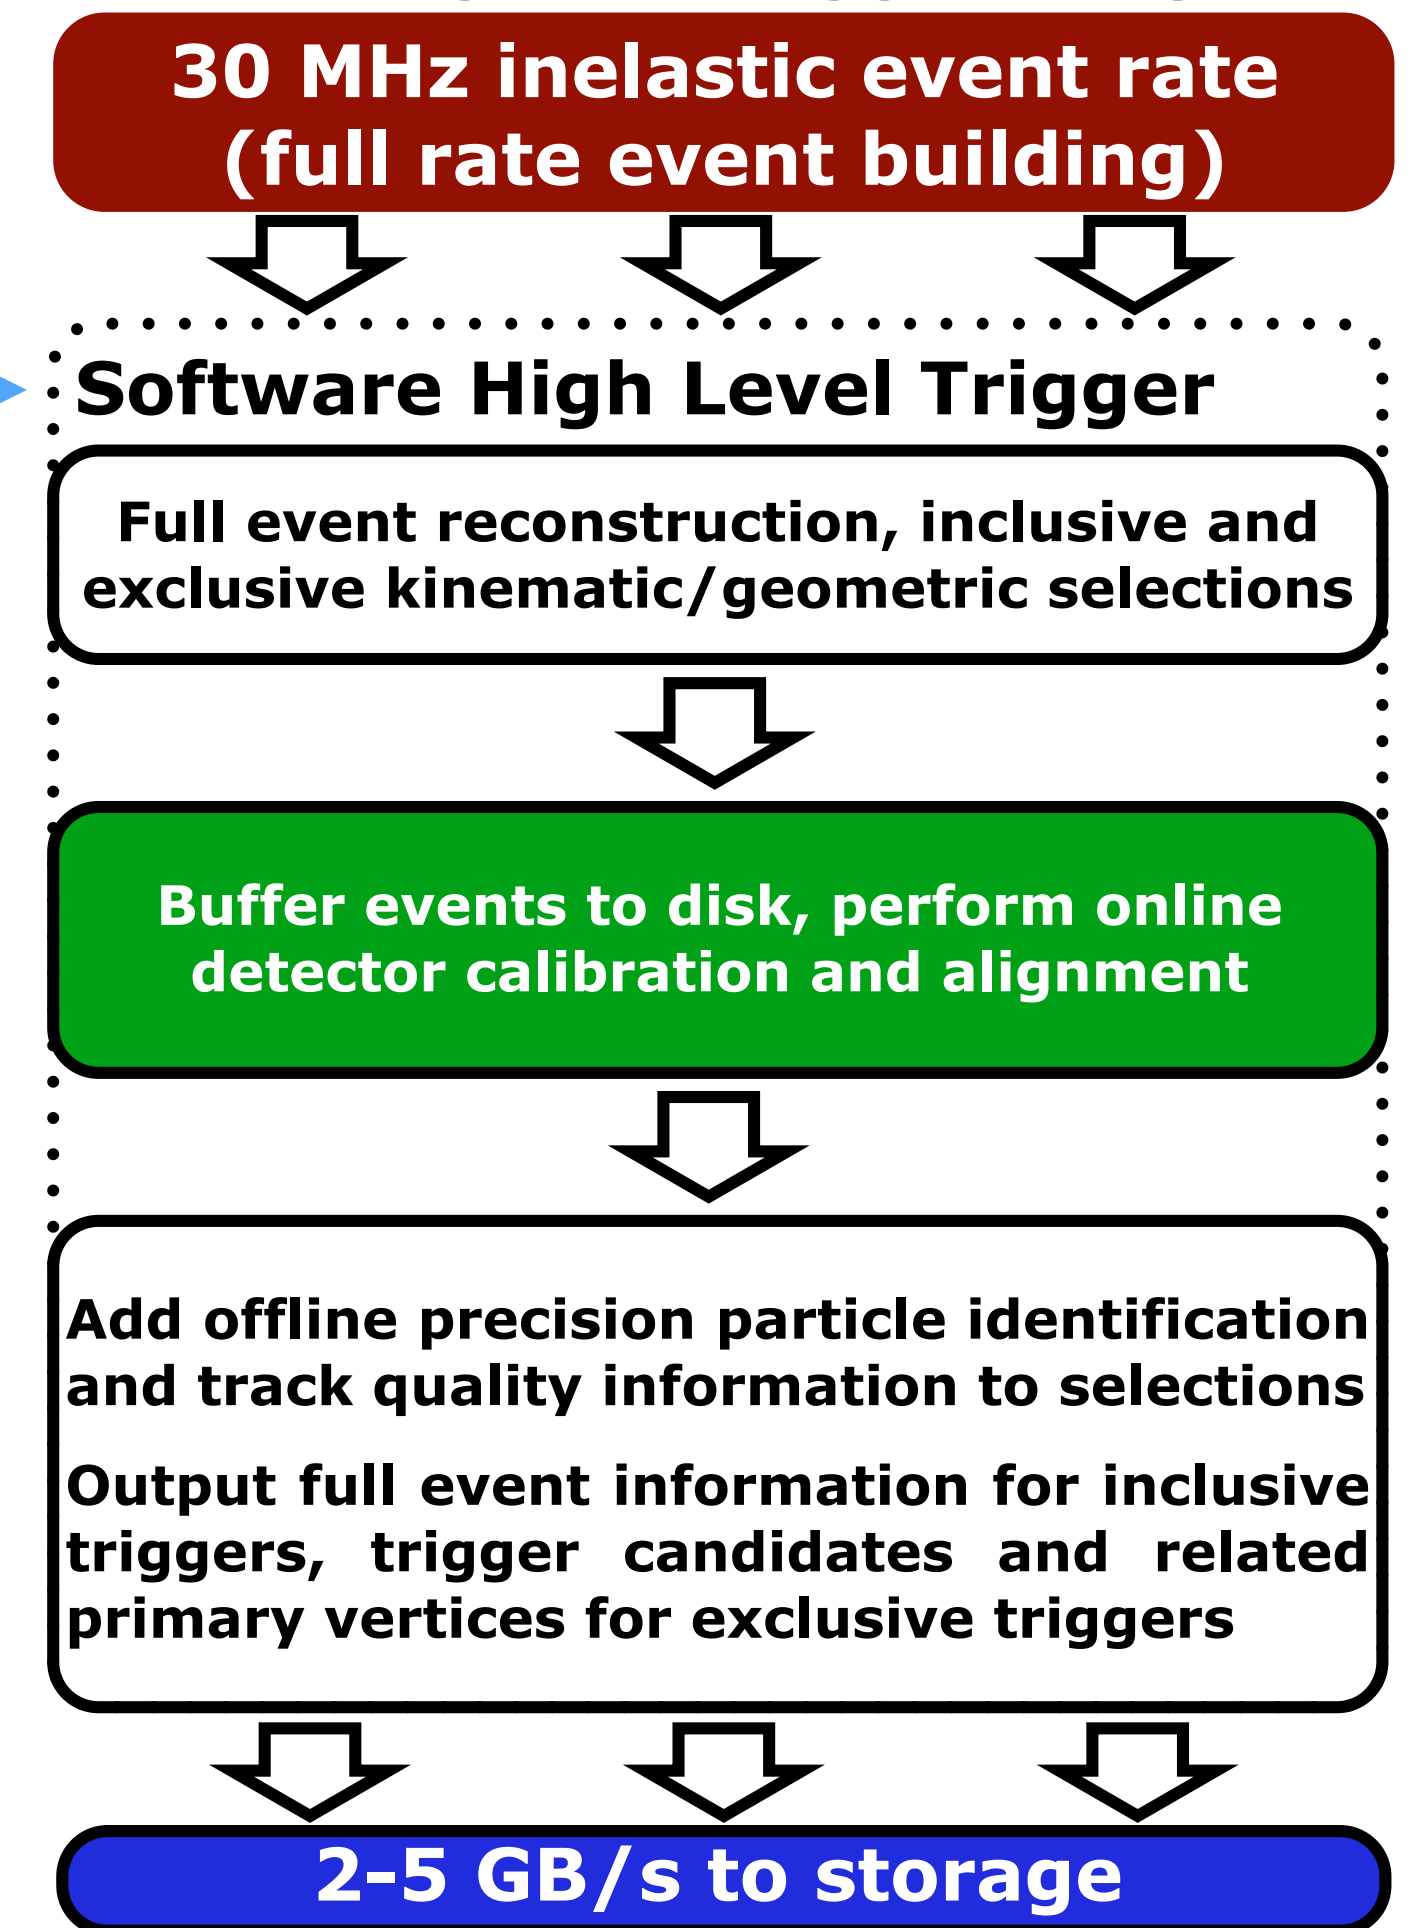 30 MHz inelastic event rate
(full rate event building)
Software High Level Trigger
Full event reconstruction, inclusive and
exclusive kinematic/geometric selections
Buffer events to disk, perform online
detector calibration and alignment
Add offline precision particle identification
and track quality information to selections
Output full event information for inclusive
triggers, trigger candidates and related
primary vertices for exclusive triggers
2-5 GB/s to storage